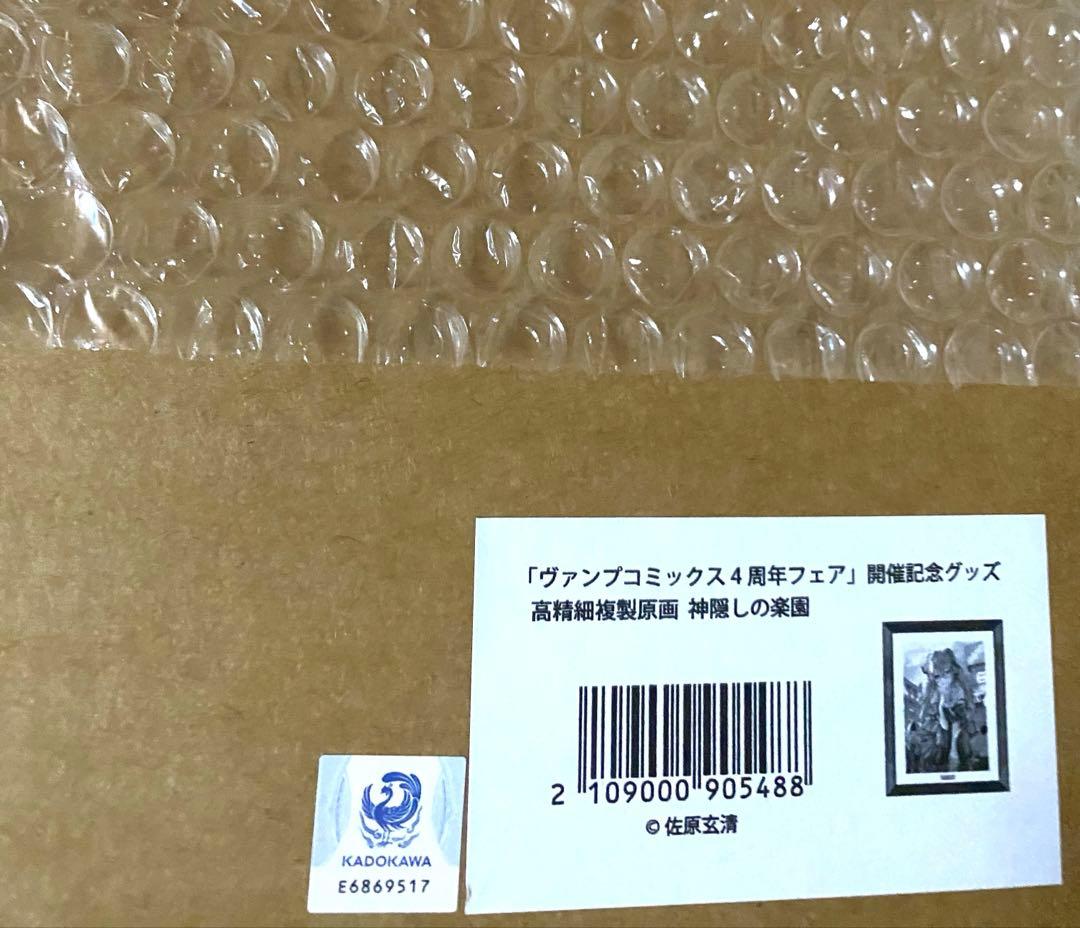 「ヴァンプコミックス4周年フェア」開催記念グッズ
高精細複製原画 神隠しの楽園
2 109000 905488
© 佐原玄清
KADOKAWA
E6869517